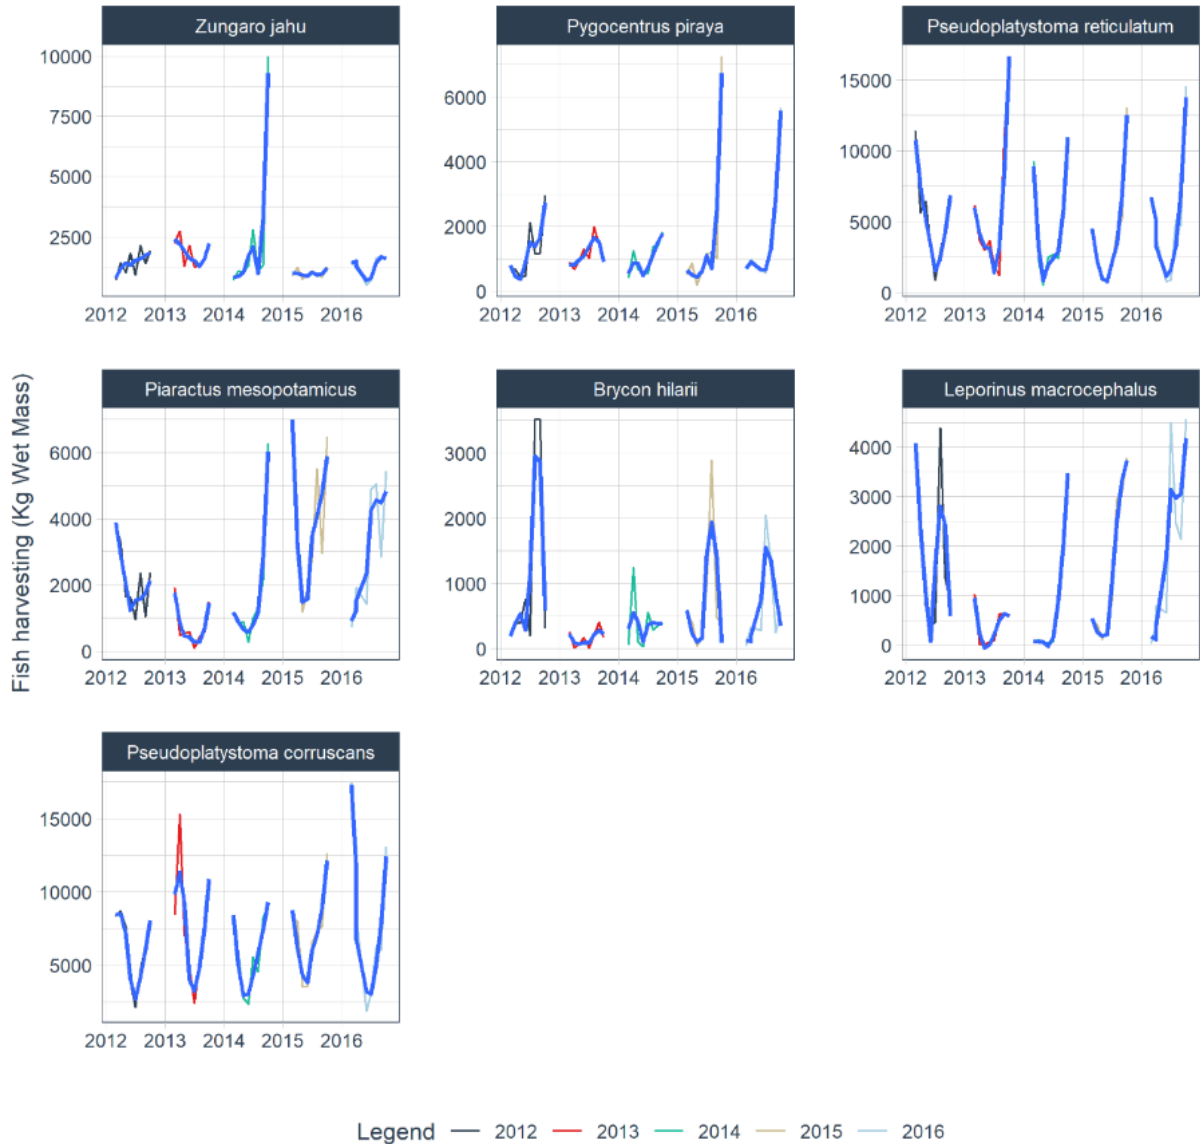 Zungaro jahu
Pygocentrus piraya
Pseudoplatystoma reticulatum
10000
7500
5000
2500
2012 2013 2014 2015 2016
6000
4000
2000
0
2012 2013 2014 2015 2016
15000
10000
5000
0
2012 2013 2014 2015 2016
Fish harvesting (Kg Wet Mass)
Piaractus mesopotamicus
Brycon hilarii
Leporinus macrocephalus
6000
4000
2000
0
2012 2013 2014 2015 2016
3000
2000
1000
0
2012 2013 2014 2015 2016
4000
3000
2000
1000
0
2012 2013 2014 2015 2016
Pseudoplatystoma corruscans
15000
10000
5000
2012 2013 2014 2015 2016
Legend 2012 2013 2014 2015 2016